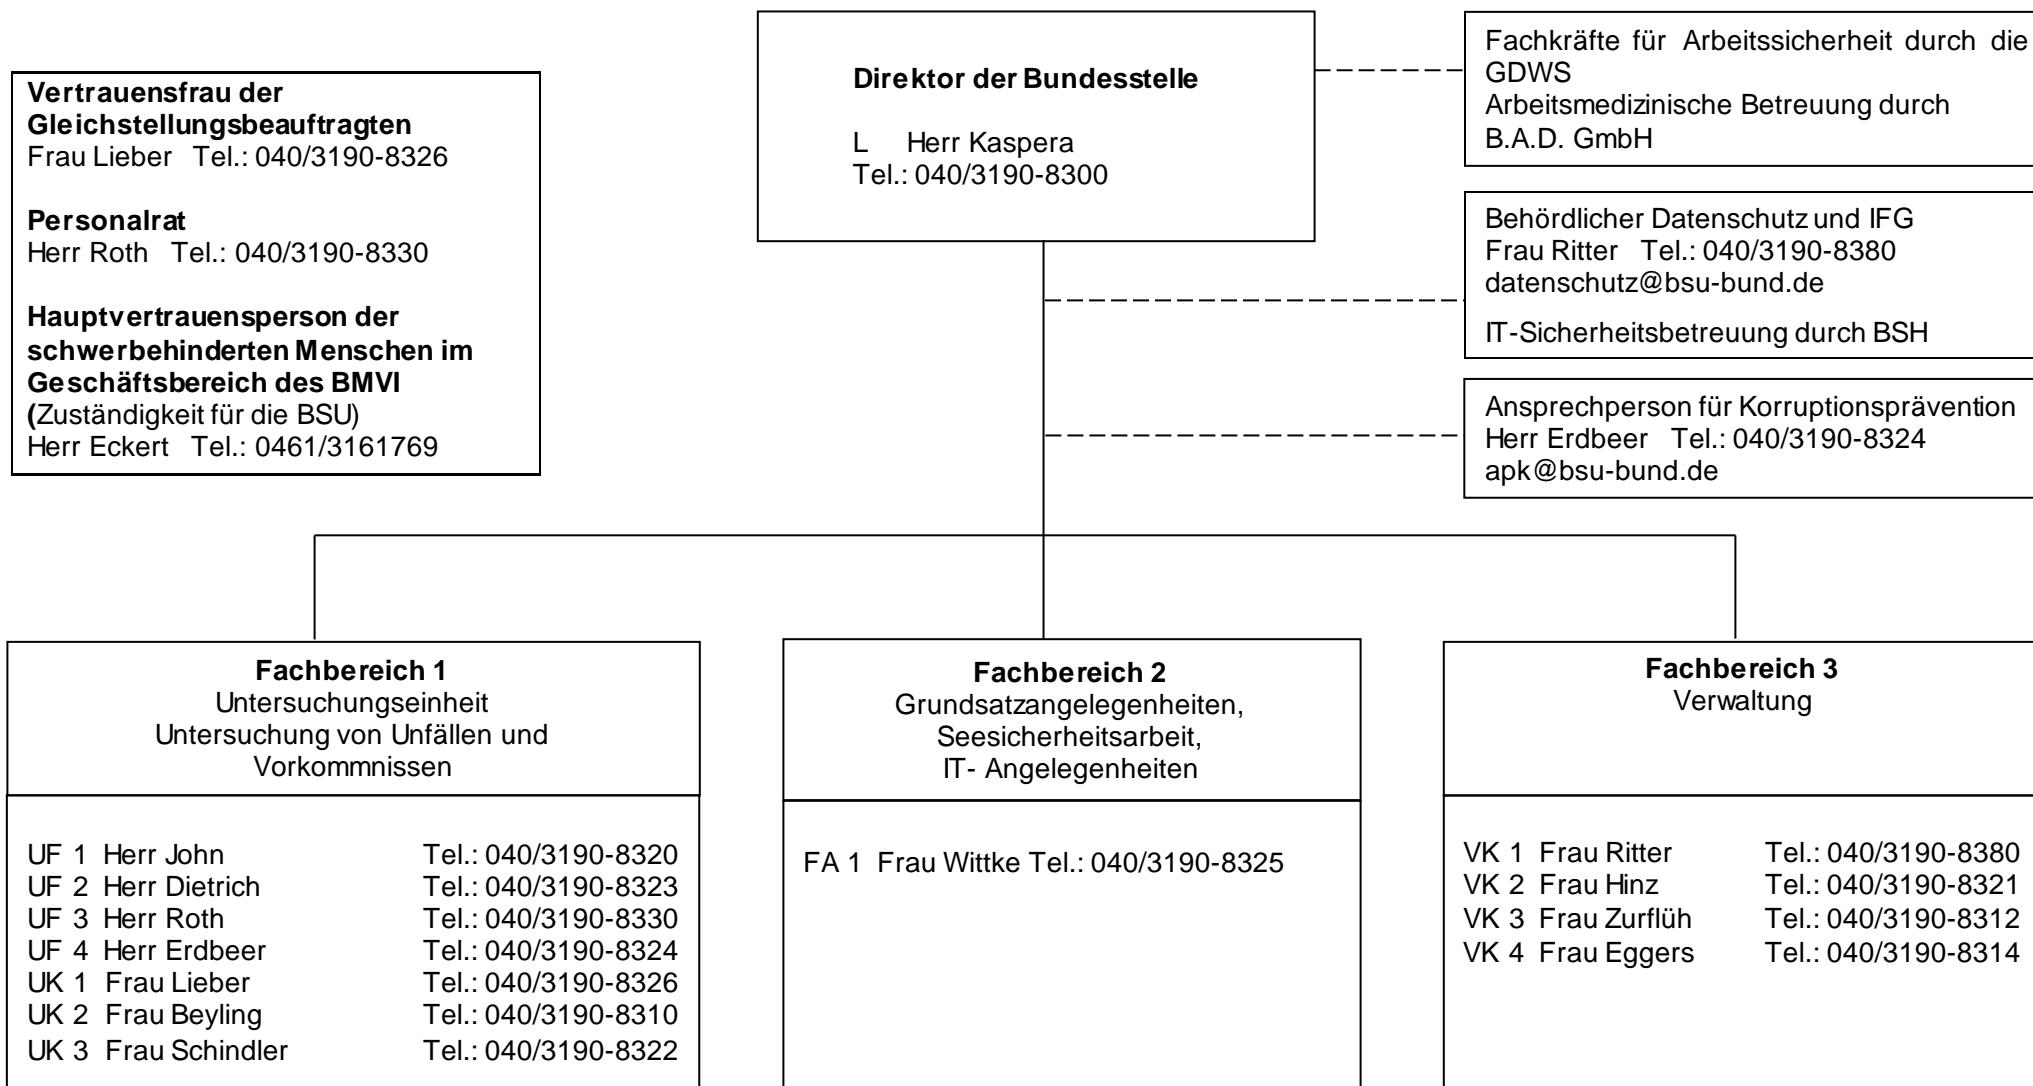 Vertrauensfrau der
Gleichstellungsbeauftragten
Frau Lieber Tel.: 040/3190-8326
Personalrat
Herr Roth Tel.: 040/3190-8330
Hauptvertrauensperson der
schwerbehinderten Menschen im
Geschäftsbereich des BMVI
(Zuständigkeit für die BSU)
Herr Eckert Tel.: 0461/3161769
Direktor der Bundesstelle
L Herr Kaspera
Tel.: 040/3190-8300
Fachkräfte für Arbeitssicherheit durch die
GDWS
Arbeitsmedizinische Betreuung durch
B.A.D. GmbH
Behördlicher Datenschutz und IFG
Frau Ritter Tel.: 040/3190-8380
datenschutz@bsu-bund.de
IT-Sicherheitsbetreuung durch BSH
Ansprechperson für Korruptionsprävention
Herr Erdbeer Tel.: 040/3190-8324
apk@bsu-bund.de
Fachbereich 1
Untersuchungseinheit
Untersuchung von Unfällen und
Vorkommnissen
UF 1 Herr John Tel.: 040/3190-8320
UF 2 Herr Dietrich Tel.: 040/3190-8323
UF 3 Herr Roth Tel.: 040/3190-8330
UF 4 Herr Erdbeer Tel.: 040/3190-8324
UK 1 Frau Lieber Tel.: 040/3190-8326
UK 2 Frau Beyling Tel.: 040/3190-8310
UK 3 Frau Schindler Tel.: 040/3190-8322
Fachbereich 2
Grundsatzangelegenheiten,
Seesicherheitsarbeit,
IT- Angelegenheiten
FA 1 Frau Wittke Tel.: 040/3190-8325
Fachbereich 3
Verwaltung
VK 1 Frau Ritter Tel.: 040/3190-8380
VK 2 Frau Hinz Tel.: 040/3190-8321
VK 3 Frau Zurflüh Tel.: 040/3190-8312
VK 4 Frau Eggers Tel.: 040/3190-8314